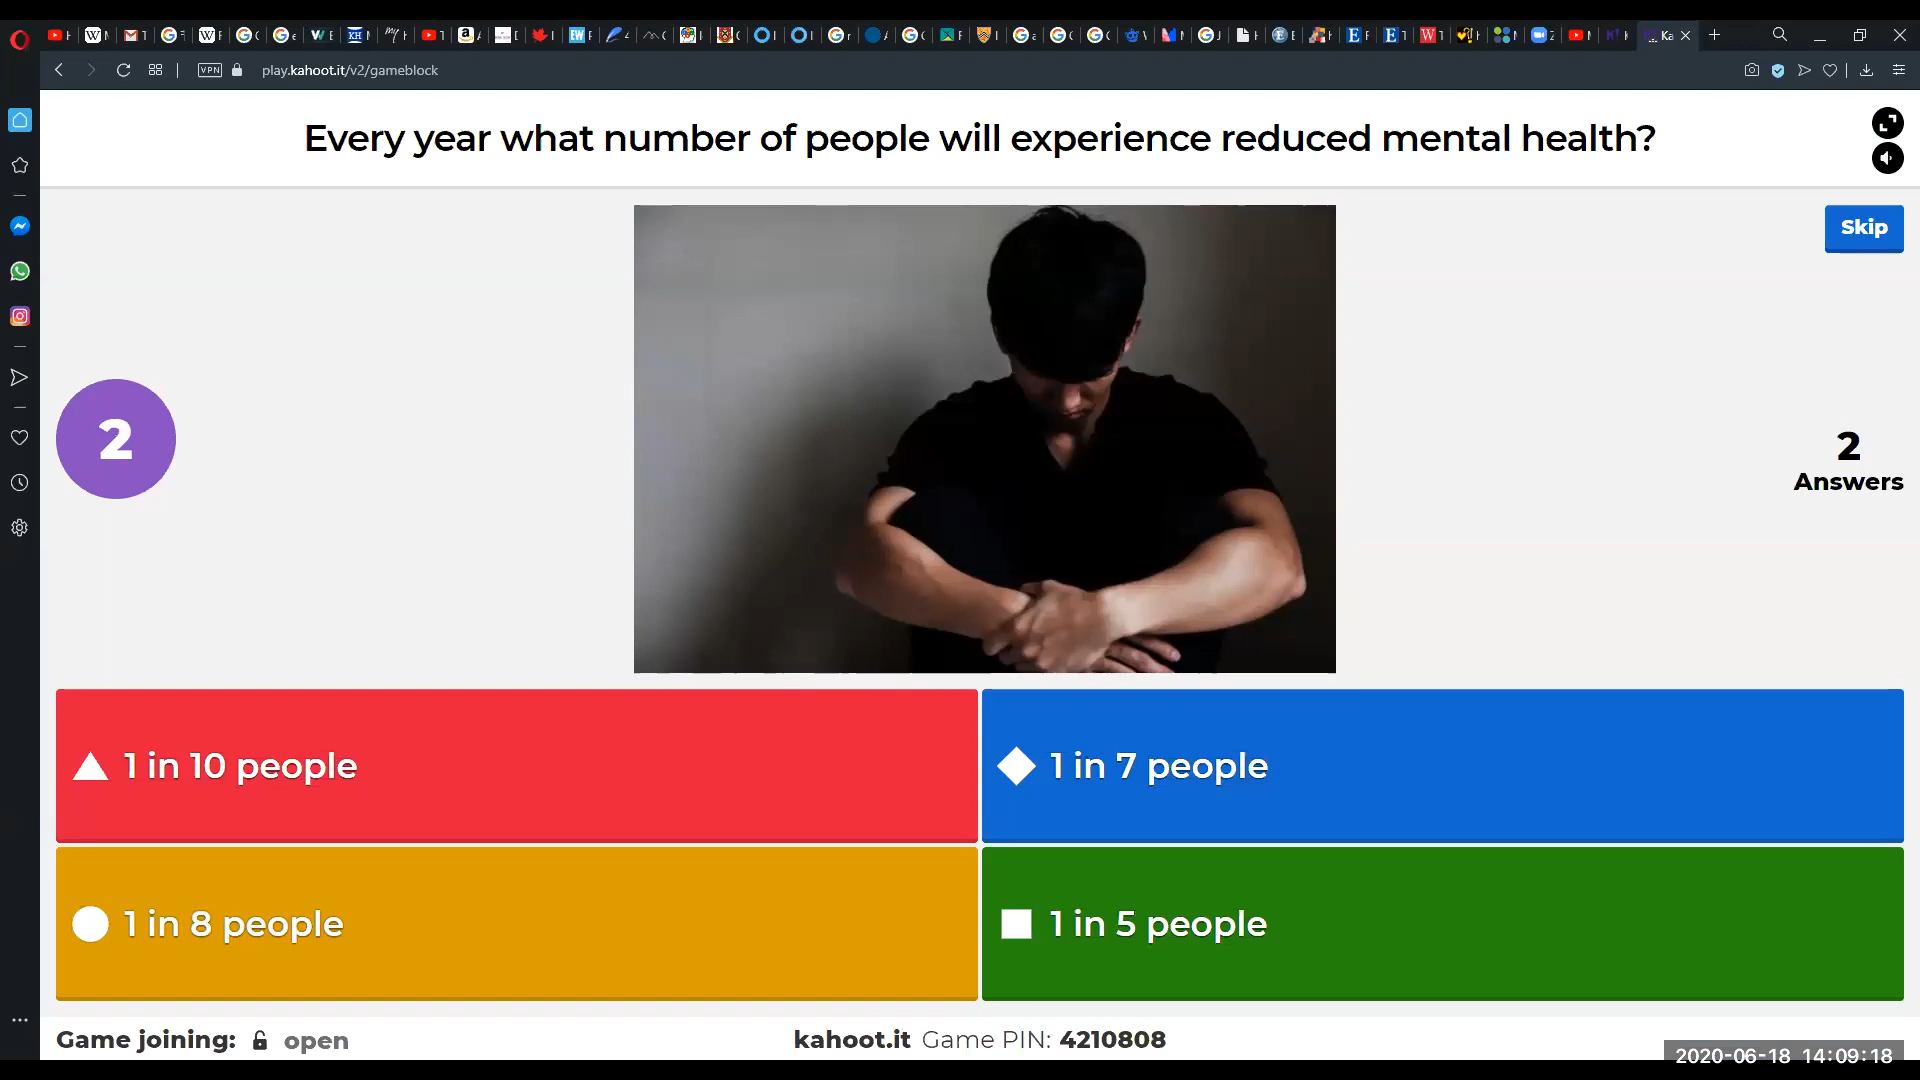 VPN
play.kahoot.it/v2/gameblock
Every year what number of people will experience reduced mental health?
Skip
2
2
Answers
1 in 10 people
1 in 7 people
1 in 8 people
1 in 5 people
Game joining: open
kahoot.it Game PIN: 4210808
2020-06-18 14:09:18